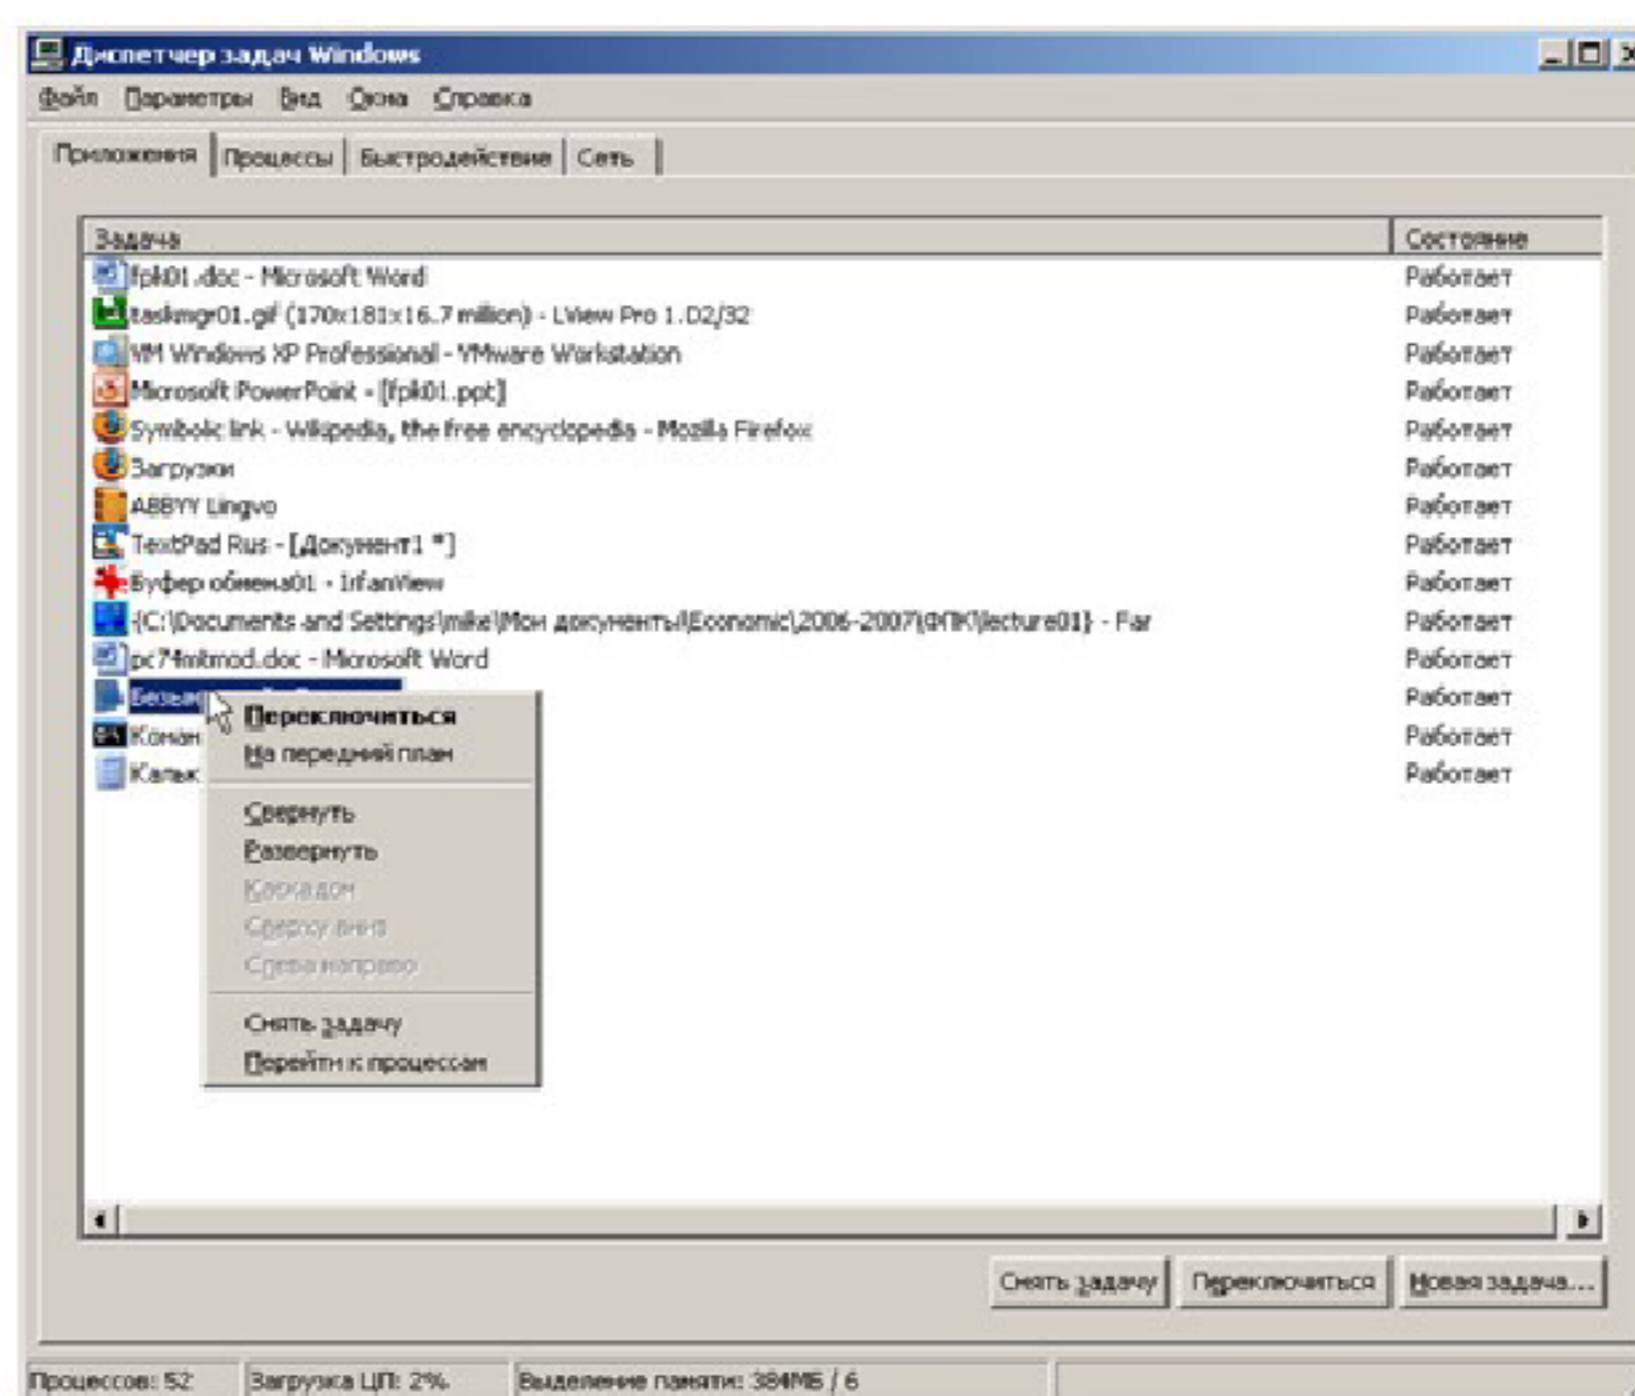 Диспетчер задач Windows
Файл Параметры Вид Окна Справка
Приложения Процессы Быстродействие Сеть
Задача Состояние
fpk01.doc - Microsoft Word Работает
taskmgr01.gif (170x181x16.7 million) - LView Pro 1.D2/32 Работает
VM Windows XP Professional - VMware Workstation Работает
Microsoft PowerPoint - [fpk01.ppt] Работает
Symbolic link - Wikipedia, the free encyclopedia - Mozilla Firefox Работает
Загрузки Работает
ABBYY Lingvo Работает
TextPad Rus - [Документ1 *] Работает
Буфер обмена01 - IrfanView Работает
{C:\Documents and Settings\mike\Мои документы\Economic\2006-2007\ФПК\lecture01} - Far Работает
pc74mtmod.doc - Microsoft Word Работает
Работает
Переключиться
Коман Работает
На передний план
Кальк Работает
Свернуть
Развернуть
Каскадом
Сверху вниз
Слева направо
Снять задачу
Перейти к процессам
Снять задачу Переключиться Новая задача...
Процессов: 52 Загрузка ЦП: 2% Выделение памяти: 384МБ / 6